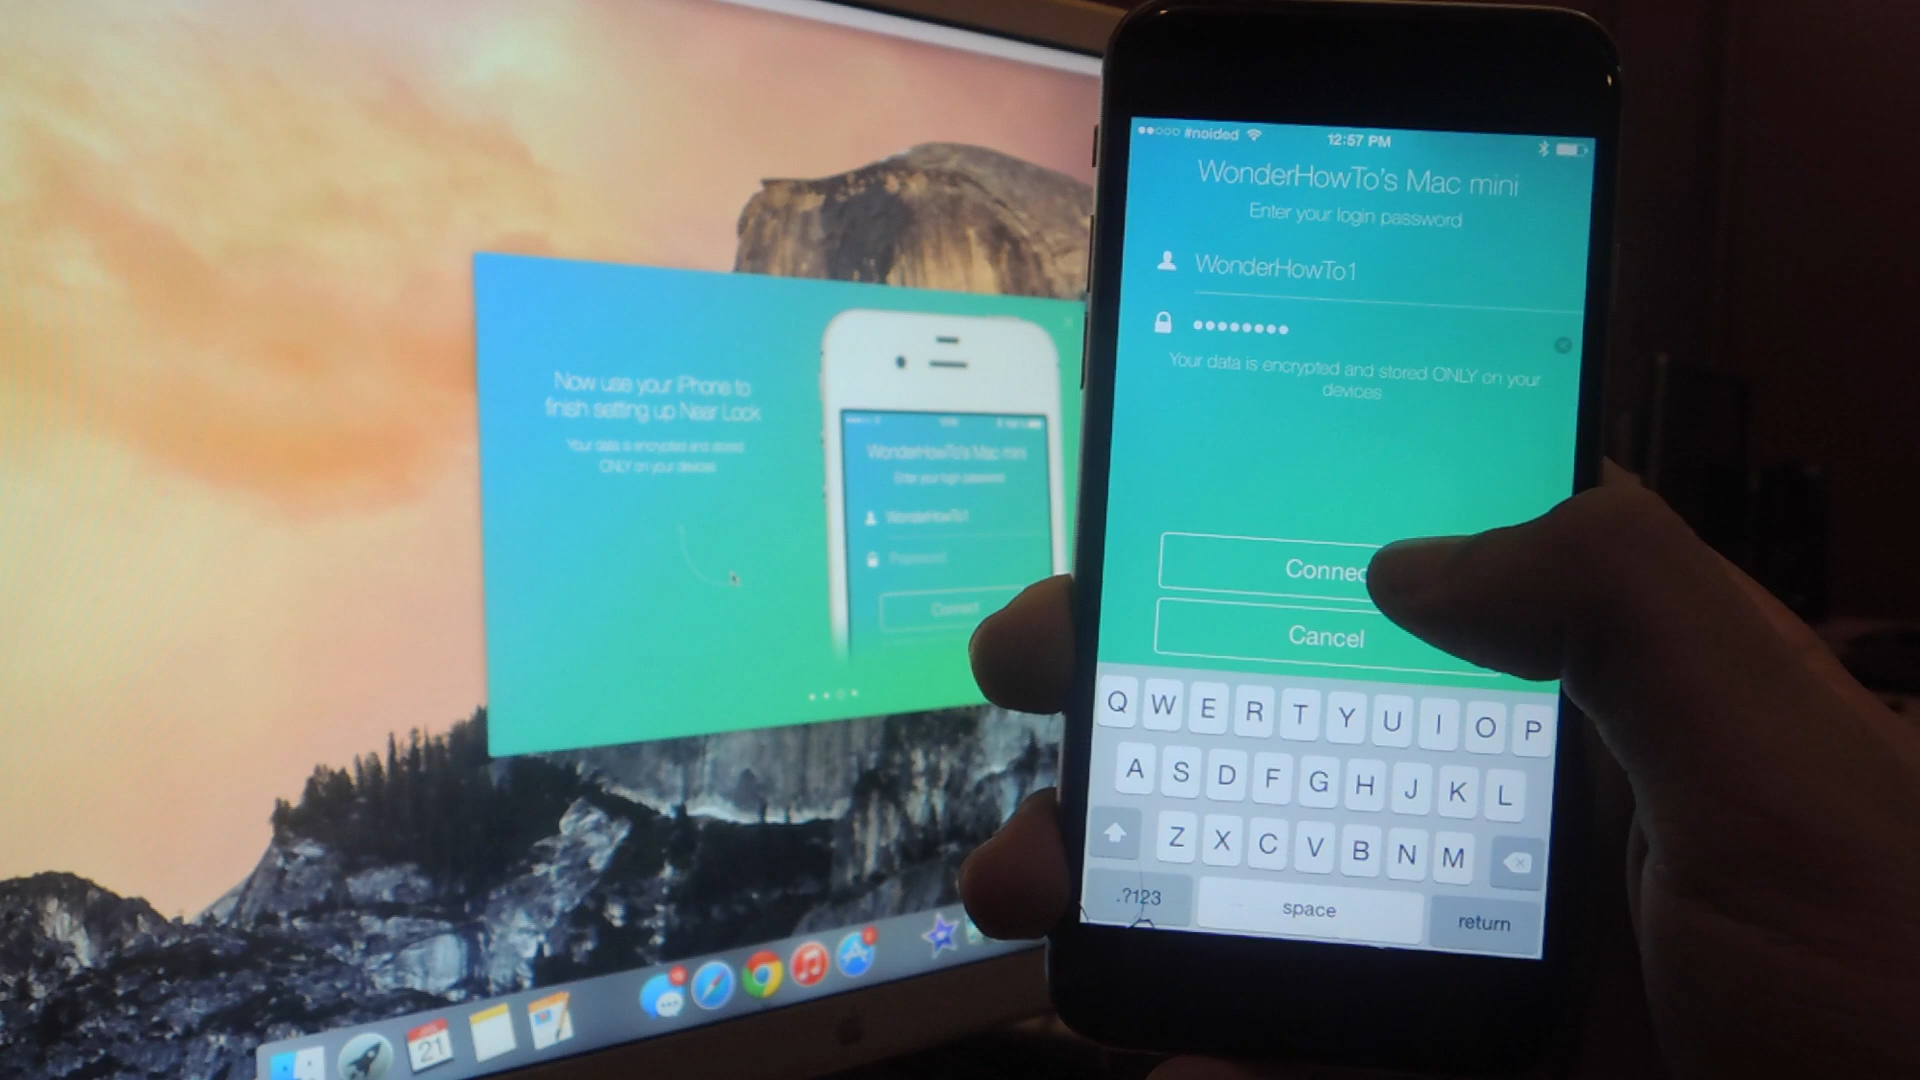 Now use your iPhone to
finish setting up Near Lock
Your data is encrypted and stored
ONLY on your devices
WonderHowTo's Mac mini
Enter your login password
WonderHowTo1
Password
Connect
21
#noided
12:57 PM
WonderHowTo's Mac mini
Enter your login password
WonderHowTo1
••••••••
Your data is encrypted and stored ONLY on your
devices
Connec
Cancel
Q W E R T Y U I O P
A S D F G H J K L
Z X C V B N M
.?123 space return